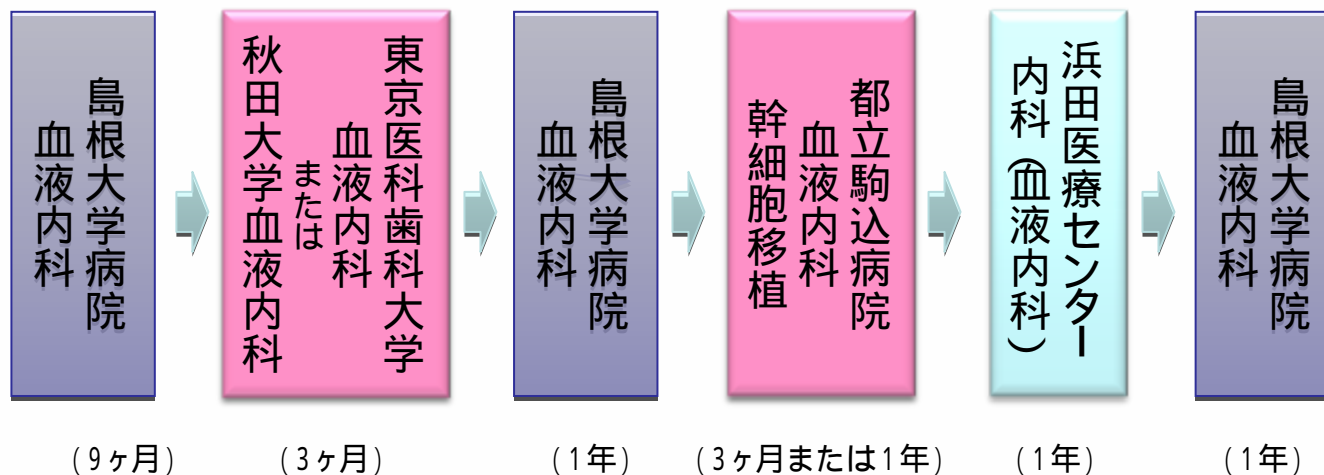 島根大学病院
血液内科
東京医科歯科大学
血液内科
または
秋田大学血液内科
島根大学病院
血液内科
都立駒込病院
血液内科
幹細胞移植
浜田医療センター
内科（血液内科）
島根大学病院
血液内科
(9ヶ月)
(3ヶ月)
(1年)
(3ヶ月または1年)
(1年)
(1年)